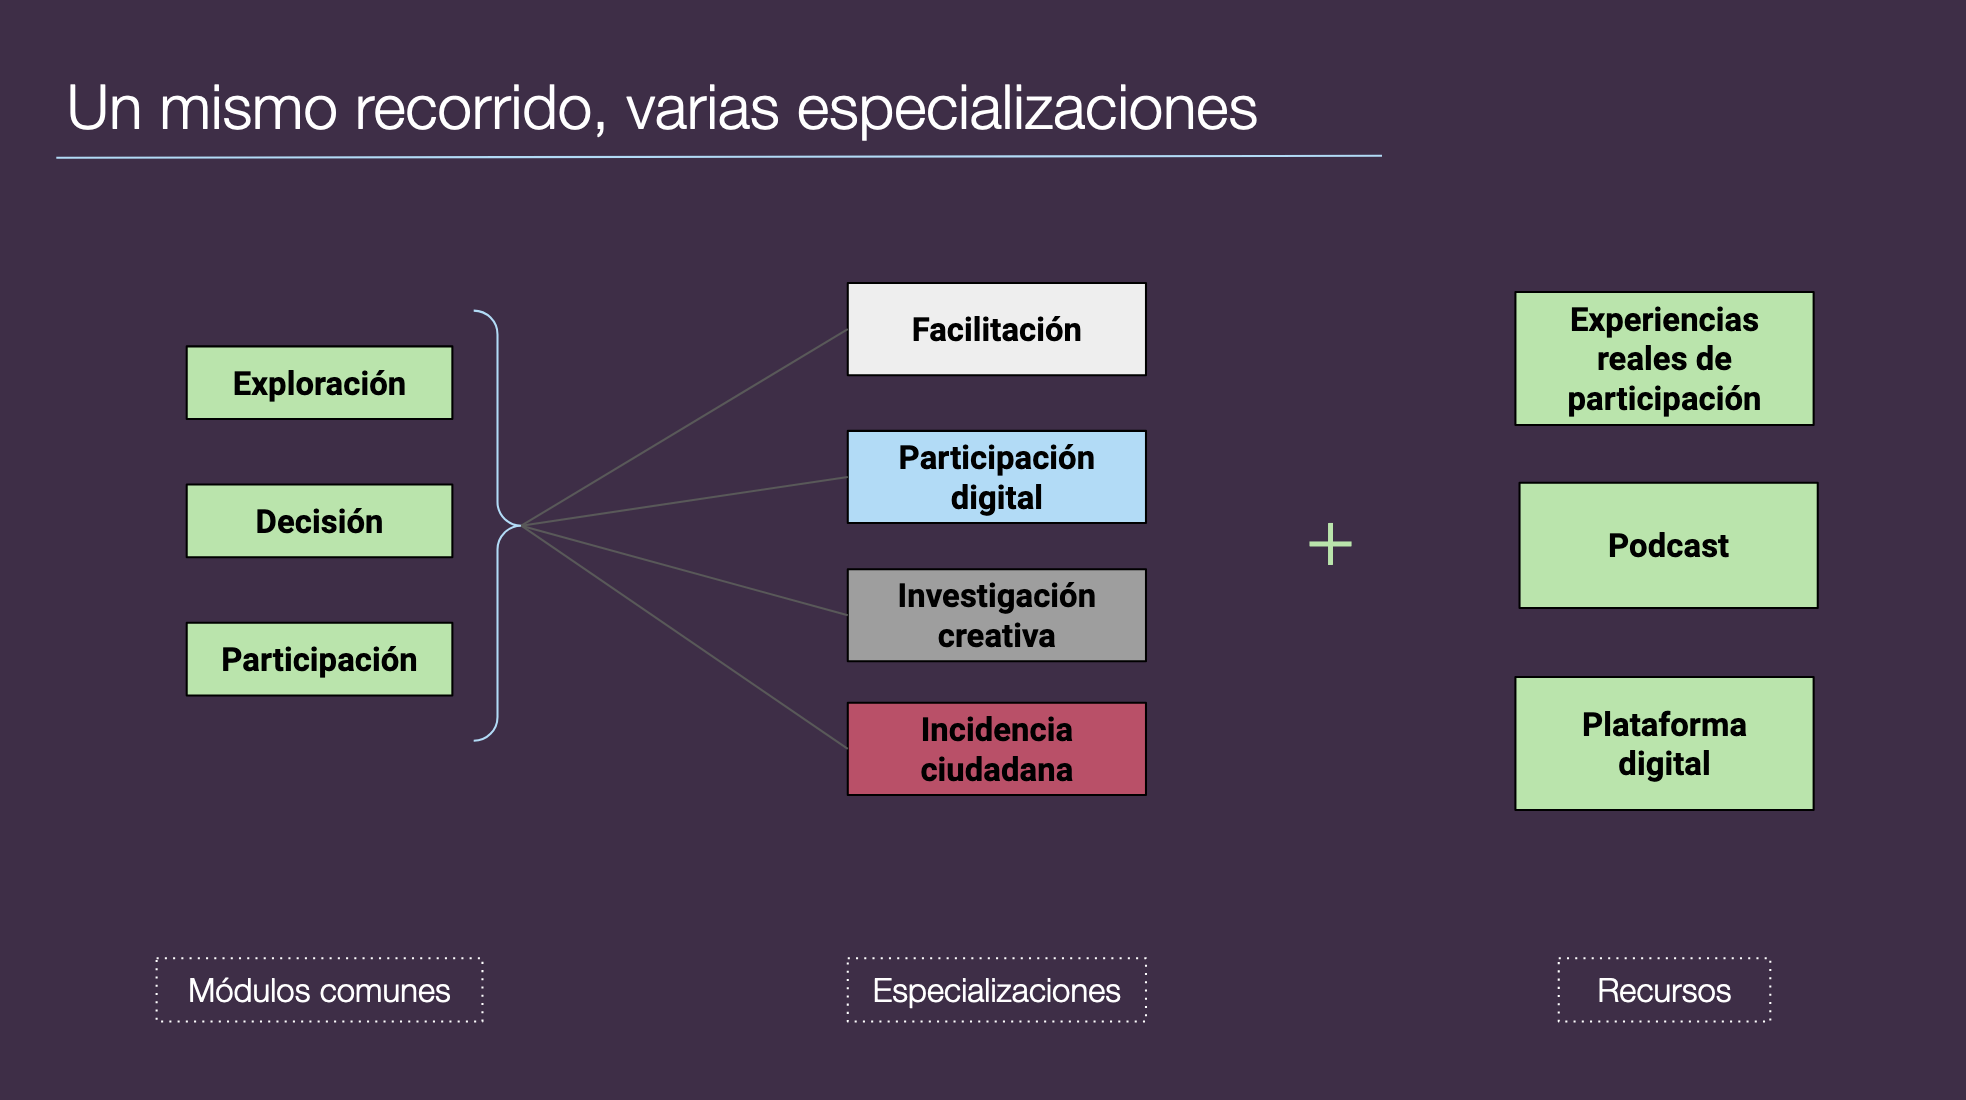 Un mismo recorrido, varias especializaciones
Exploración
Decisión
Participación
Facilitación
Participación
digital
Investigación
creativa
Incidencia
ciudadana
+
Experiencias
reales de
participación
Podcast
Plataforma
digital
Módulos comunes
Especializaciones
Recursos